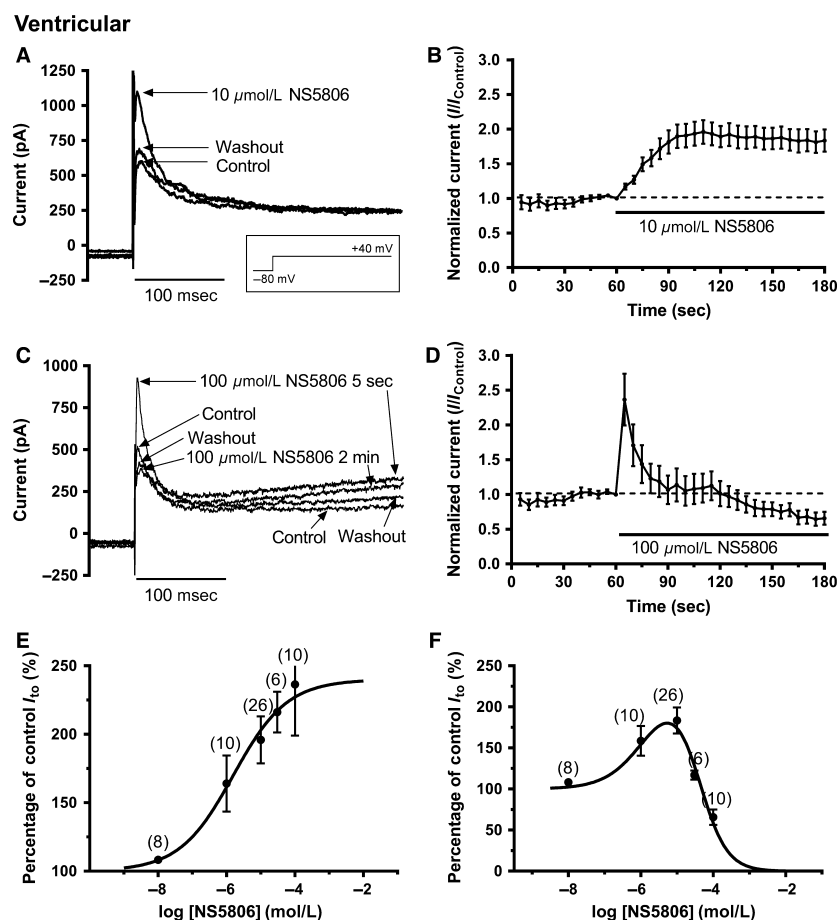 Ventricular
A
1250
1000
750
500
250
0
–250
Current (pA)
10 µmol/L NS5806
Washout
Control
+40 mV
–80 mV
100 msec
B
3.0
2.5
2.0
1.5
1.0
0.5
0.0
Normalized current (I/IControl)
10 µmol/L NS5806
0 30 60 90 120 150 180
Time (sec)
C
1000
750
500
250
0
–250
Current (pA)
100 µmol/L NS5806 5 sec
Control
Washout
100 µmol/L NS5806 2 min
Control
Washout
100 msec
D
3.0
2.5
2.0
1.5
1.0
0.5
0.0
Normalized current (I/IControl)
100 µmol/L NS5806
0 30 60 90 120 150 180
Time (sec)
E
250
200
150
100
Percentage of control Ito (%)
(8)
(10)
(26)
(6)
(10)
–8 –6 –4 –2
log [NS5806] (mol/L)
F
250
200
150
100
50
0
Percentage of control Ito (%)
(8)
(10)
(26)
(6)
(10)
–8 –6 –4 –2
log [NS5806] (mol/L)